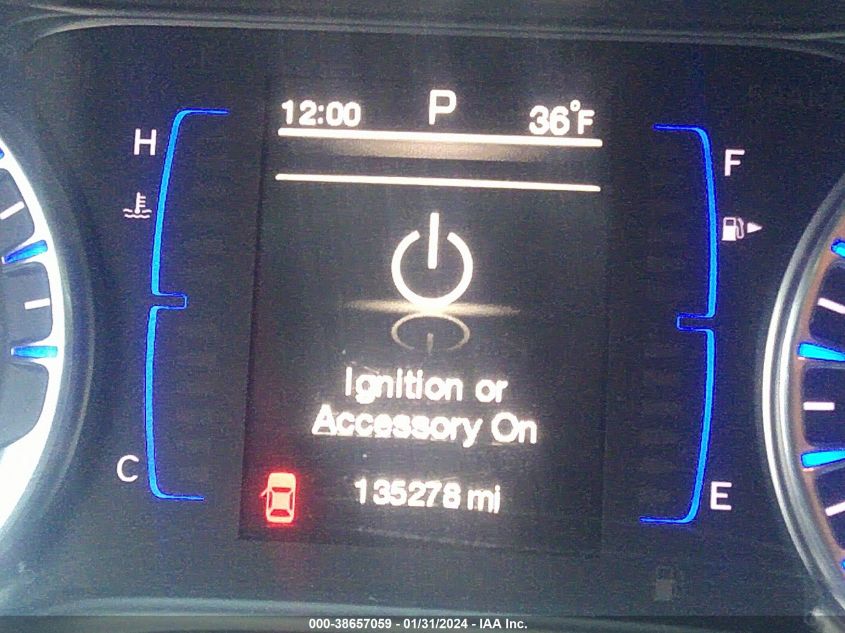 12:00 P 36°F
H
F
Ignition or
Accessory On
C
135278 mi
E
000-38657059 - 01/31/2024 - IAA Inc.